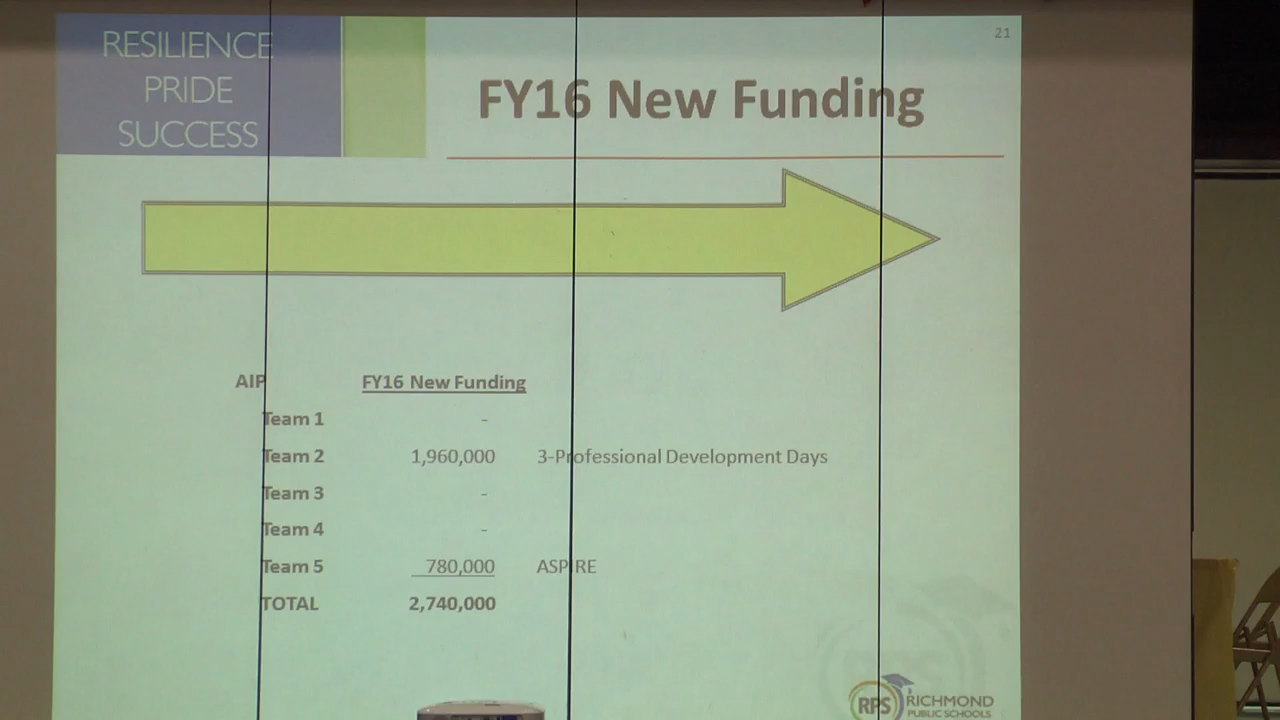 RESILIENCE
PRIDE
SUCCESS
21
FY16 New Funding
AIP FY16 New Funding
Team 1 -
Team 2 1,960,000 3-Professional Development Days
Team 3 -
Team 4 -
Team 5 780,000 ASPIRE
TOTAL 2,740,000
RPS
RPS RICHMOND
PUBLIC SCHOOLS